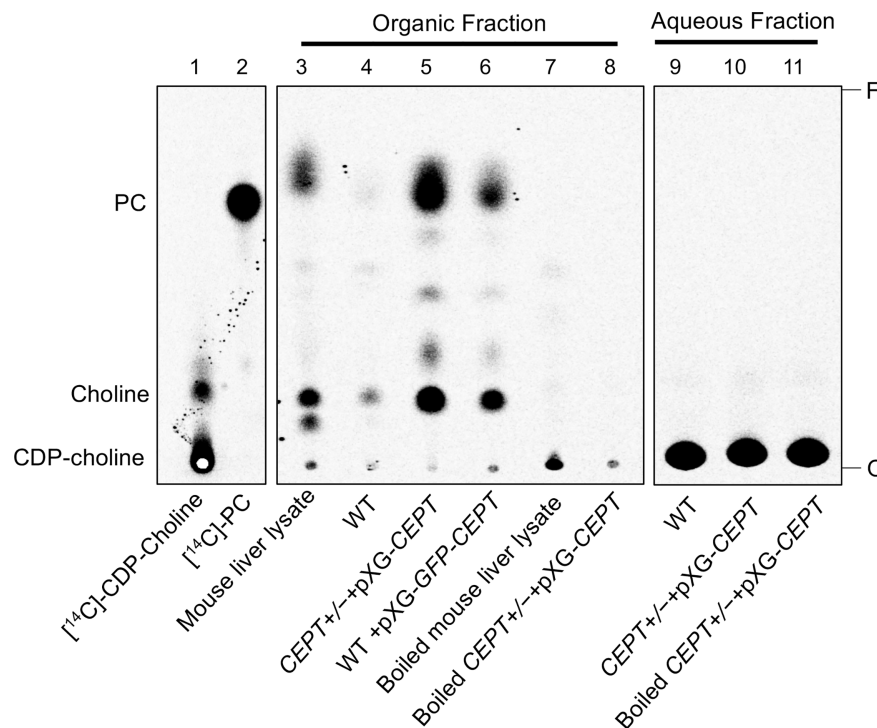 Organic Fraction
Aqueous Fraction
1 2 3 4 5 6 7 8 9 10 11
F
PC
Choline
CDP-choline
[¹⁴C]-CDP-Choline
[¹⁴C]-PC
Mouse liver lysate
WT
CEPT+/−+pXG-CEPT
WT +pXG-GFP-CEPT
Boiled mouse liver lysate
Boiled CEPT+/−+pXG-CEPT
WT
CEPT+/−+pXG-CEPT
Boiled CEPT+/−+pXG-CEPT